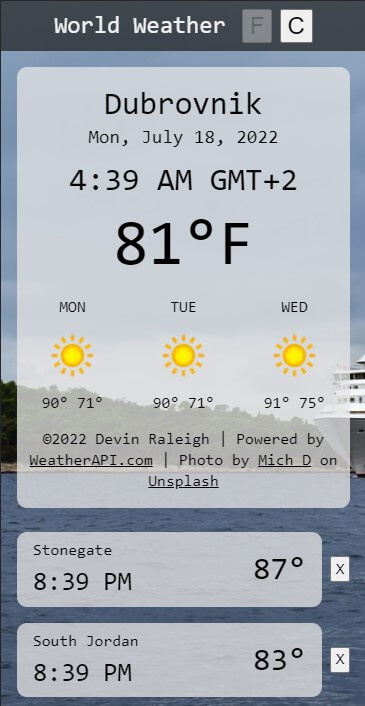 World Weather F C
Dubrovnik
Mon, July 18, 2022
4:39 AM GMT+2
81°F
MON TUE WED
90° 71° 90° 71° 91° 75°
©2022 Devin Raleigh | Powered by
WeatherAPI.com | Photo by Mich D on
Unsplash
Stonegate
8:39 PM 87° X
South Jordan
8:39 PM 83° X